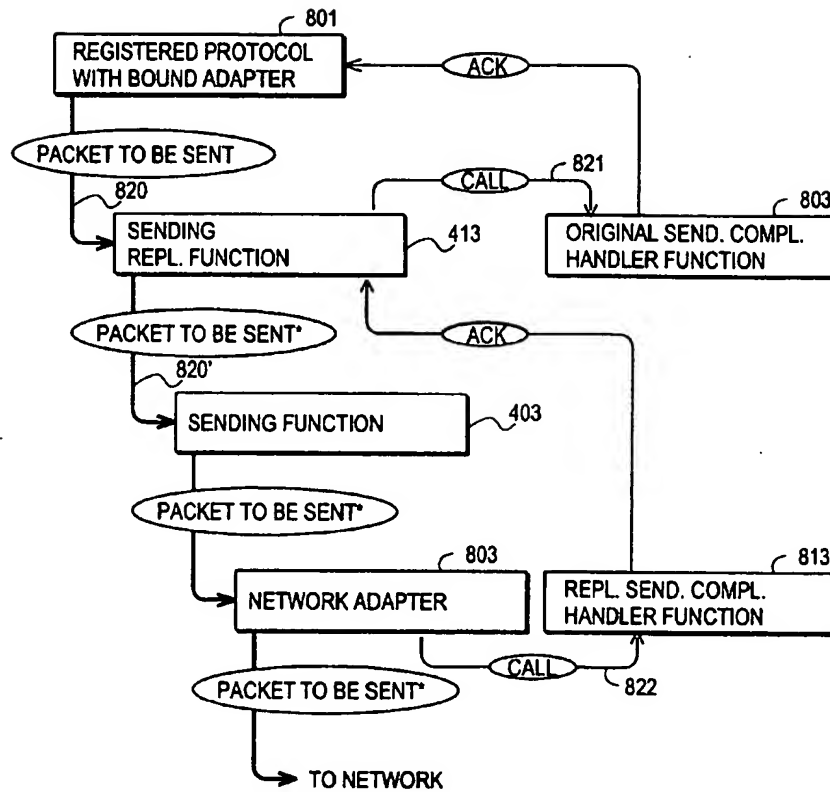 801
REGISTERED PROTOCOL
WITH BOUND ADAPTER
ACK
PACKET TO BE SENT
820
CALL
821
803
SENDING
REPL. FUNCTION
413
ORIGINAL SEND. COMPL.
HANDLER FUNCTION
PACKET TO BE SENT*
ACK
820'
SENDING FUNCTION
403
PACKET TO BE SENT*
803
813
NETWORK ADAPTER
REPL. SEND. COMPL.
HANDLER FUNCTION
CALL
822
PACKET TO BE SENT*
TO NETWORK